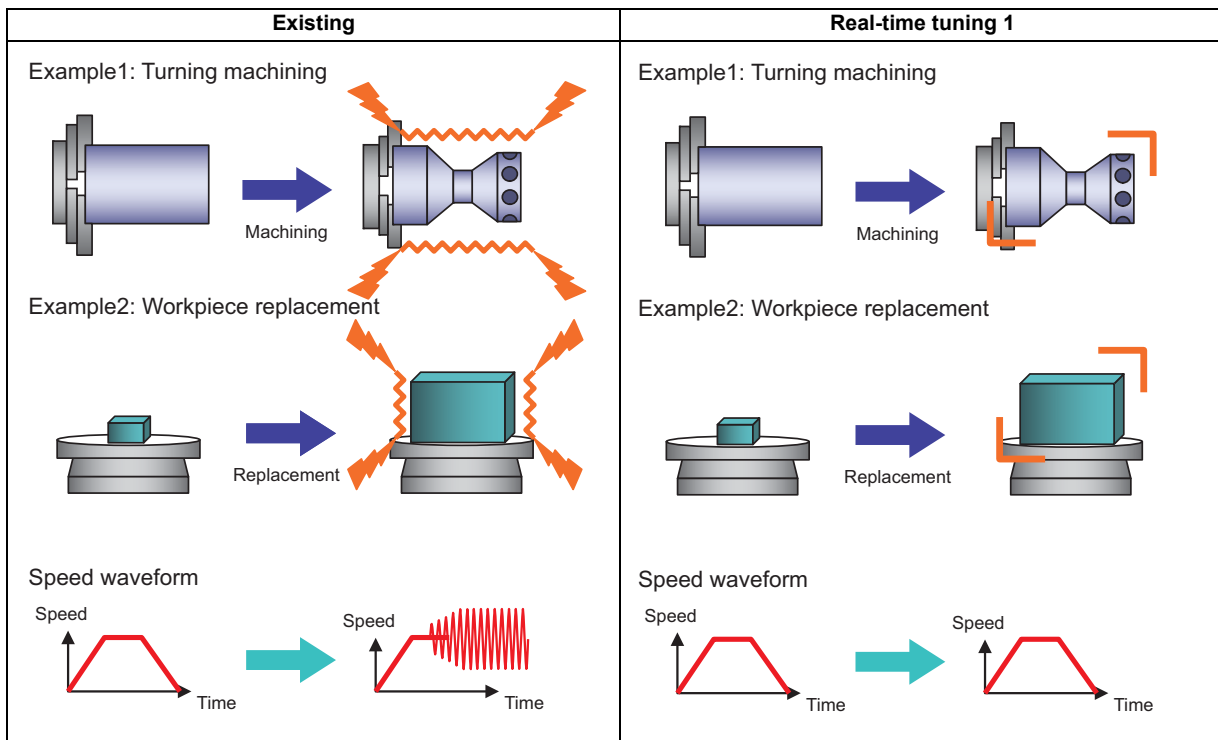 Existing
Example1: Turning machining
Machining
Example2: Workpiece replacement
Replacement
Speed waveform
Speed
Time
Speed
Time
Real-time tuning 1
Example1: Turning machining
Machining
Example2: Workpiece replacement
Replacement
Speed waveform
Speed
Time
Speed
Time